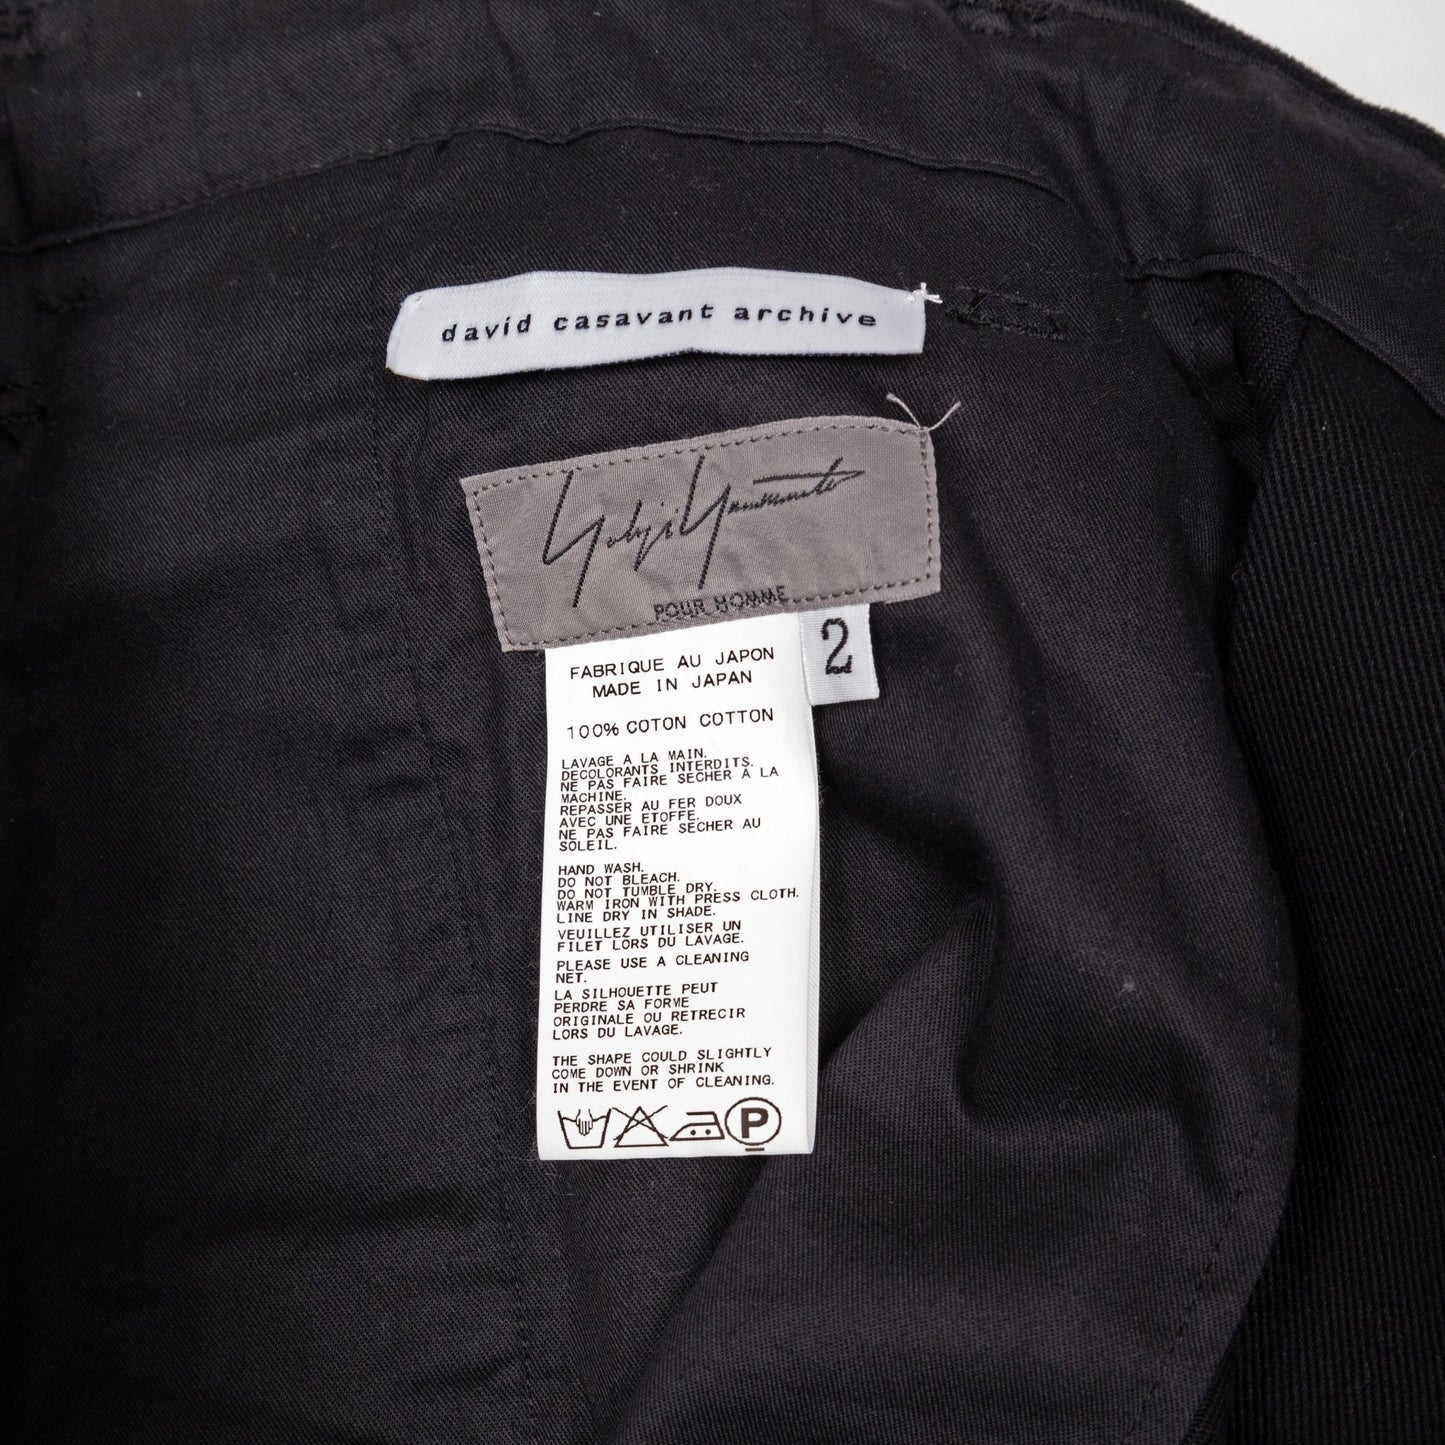 david casavant archive
Yohji Yamamoto
POUR HOMME
2
FABRIQUE AU JAPON
MADE IN JAPAN
100% COTON COTTON
LAVAGE A LA MAIN.
DECOLORANTS INTERDITS.
NE PAS FAIRE SECHER A LA
MACHINE.
REPASSER AU FER DOUX
AVEC UNE ETOFFE.
NE PAS FAIRE SECHER AU
SOLEIL.
HAND WASH.
DO NOT BLEACH.
DO NOT TUMBLE DRY.
WARM IRON WITH PRESS CLOTH.
LINE DRY IN SHADE.
VEUILLEZ UTILISER UN
FILET LORS DU LAVAGE.
PLEASE USE A CLEANING
NET.
LA SILHOUETTE PEUT
PERDRE SA FORME
ORIGINALE OU RETRECIR
LORS DU LAVAGE.
THE SHAPE COULD SLIGHTLY
COME DOWN OR SHRINK
IN THE EVENT OF CLEANING.
P